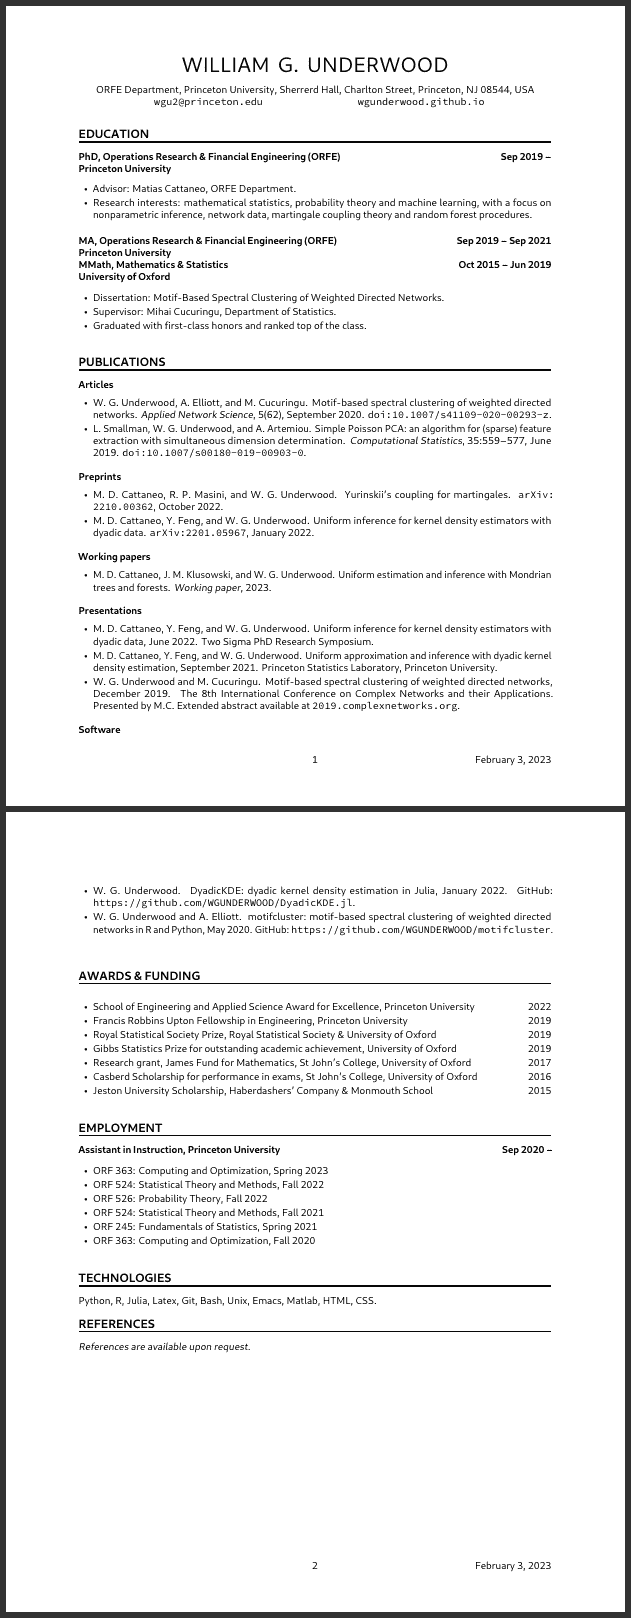 WILLIAM G. UNDERWOOD
ORFE Department, Princeton University, Sherrerd Hall, Charlton Street, Princeton, NJ 08544, USA
wgu2@princeton.edu wgunderwood.github.io
EDUCATION
PhD, Operations Research & Financial Engineering (ORFE) Sep 2019 –
Princeton University
• Advisor: Matias Cattaneo, ORFE Department.
• Research interests: mathematical statistics, probability theory and machine learning, with a focus on
nonparametric inference, network data, martingale coupling theory and random forest procedures.
MA, Operations Research & Financial Engineering (ORFE) Sep 2019 – Sep 2021
Princeton University
MMath, Mathematics & Statistics Oct 2015 – Jun 2019
University of Oxford
• Dissertation: Motif-Based Spectral Clustering of Weighted Directed Networks.
• Supervisor: Mihai Cucuringu, Department of Statistics.
• Graduated with first-class honors and ranked top of the class.
PUBLICATIONS
Articles
• W. G. Underwood, A. Elliott, and M. Cucuringu. Motif-based spectral clustering of weighted directed
networks. Applied Network Science, 5(62), September 2020. doi:10.1007/s41109-020-00293-z.
• L. Smallman, W. G. Underwood, and A. Artemiou. Simple Poisson PCA: an algorithm for (sparse) feature
extraction with simultaneous dimension determination. Computational Statistics, 35:559–577, June
2019. doi:10.1007/s00180-019-00903-0.
Preprints
• M. D. Cattaneo, R. P. Masini, and W. G. Underwood. Yurinskii's coupling for martingales. arXiv:
2210.00362, October 2022.
• M. D. Cattaneo, Y. Feng, and W. G. Underwood. Uniform inference for kernel density estimators with
dyadic data. arXiv:2201.05967, January 2022.
Working papers
• M. D. Cattaneo, J. M. Klusowski, and W. G. Underwood. Uniform estimation and inference with Mondrian
trees and forests. Working paper, 2023.
Presentations
• M. D. Cattaneo, Y. Feng, and W. G. Underwood. Uniform inference for kernel density estimators with
dyadic data, June 2022. Two Sigma PhD Research Symposium.
• M. D. Cattaneo, Y. Feng, and W. G. Underwood. Uniform approximation and inference with dyadic kernel
density estimation, September 2021. Princeton Statistics Laboratory, Princeton University.
• W. G. Underwood and M. Cucuringu. Motif-based spectral clustering of weighted directed networks,
December 2019. The 8th International Conference on Complex Networks and their Applications.
Presented by M.C. Extended abstract available at 2019.complexnetworks.org.
Software
1 February 3, 2023
• W. G. Underwood. DyadicKDE: dyadic kernel density estimation in Julia, January 2022. GitHub:
https://github.com/WGUNDERWOOD/DyadicKDE.jl.
• W. G. Underwood and A. Elliott. motifcluster: motif-based spectral clustering of weighted directed
networks in R and Python, May 2020. GitHub: https://github.com/WGUNDERWOOD/motifcluster.
AWARDS & FUNDING
• School of Engineering and Applied Science Award for Excellence, Princeton University 2022
• Francis Robbins Upton Fellowship in Engineering, Princeton University 2019
• Royal Statistical Society Prize, Royal Statistical Society & University of Oxford 2019
• Gibbs Statistics Prize for outstanding academic achievement, University of Oxford 2019
• Research grant, James Fund for Mathematics, St John's College, University of Oxford 2017
• Casberd Scholarship for performance in exams, St John's College, University of Oxford 2016
• Jeston University Scholarship, Haberdashers' Company & Monmouth School 2015
EMPLOYMENT
Assistant in Instruction, Princeton University Sep 2020 –
• ORF 363: Computing and Optimization, Spring 2023
• ORF 524: Statistical Theory and Methods, Fall 2022
• ORF 526: Probability Theory, Fall 2022
• ORF 524: Statistical Theory and Methods, Fall 2021
• ORF 245: Fundamentals of Statistics, Spring 2021
• ORF 363: Computing and Optimization, Fall 2020
TECHNOLOGIES
Python, R, Julia, Latex, Git, Bash, Unix, Emacs, Matlab, HTML, CSS.
REFERENCES
References are available upon request.
2 February 3, 2023